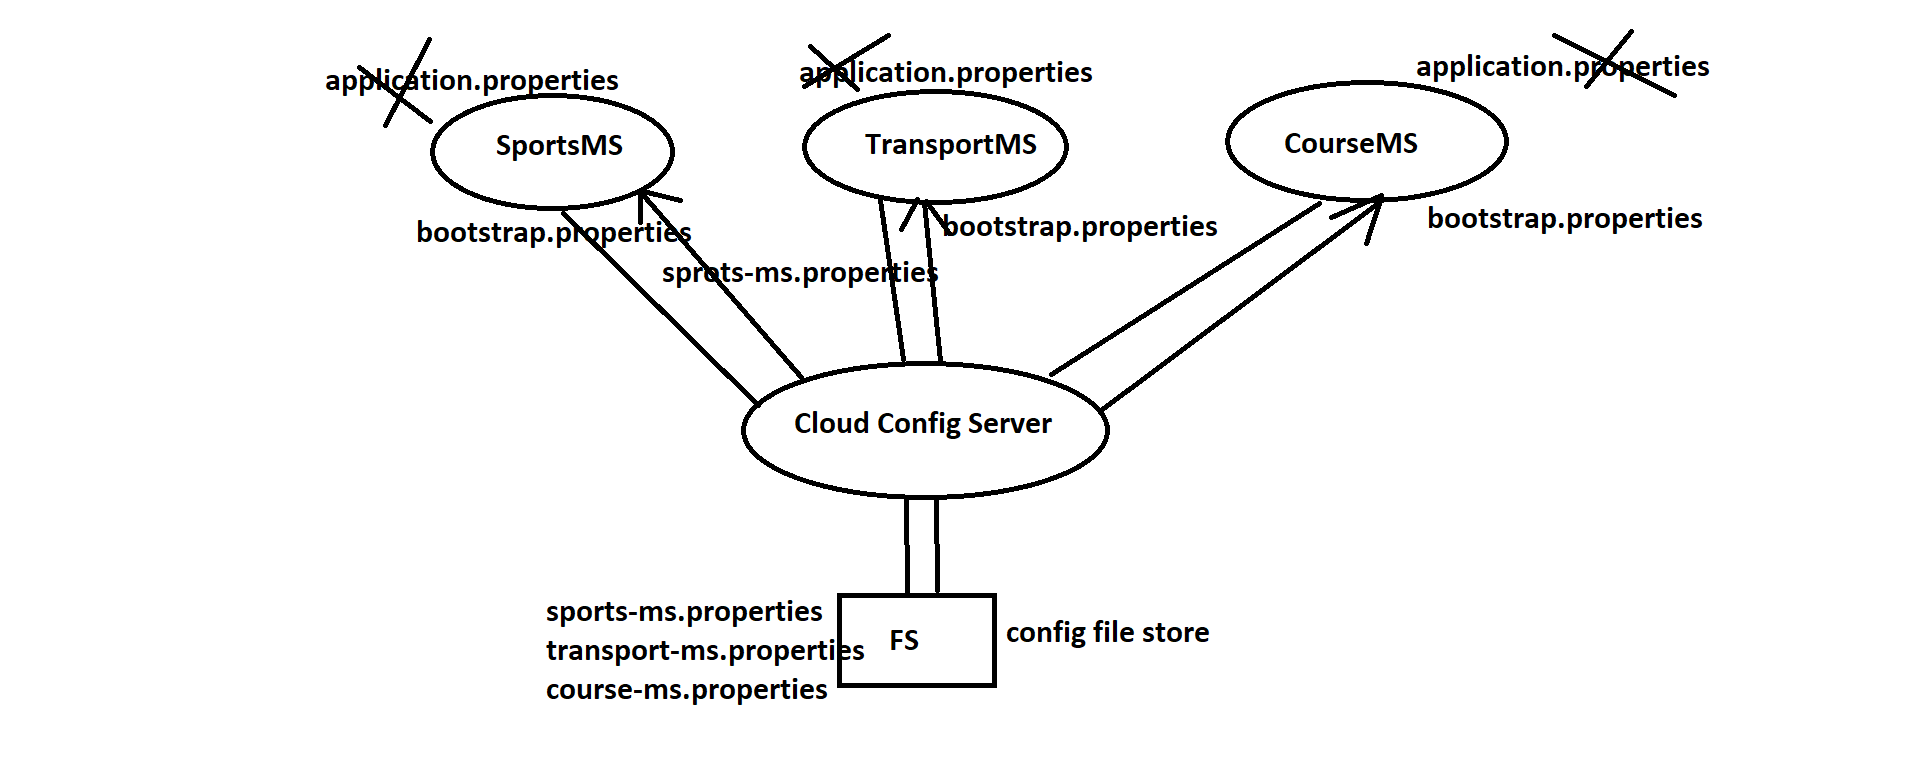 application.properties
application.properties
application.properties
SportsMS
TransportMS
CourseMS
bootstrap.properties
bootstrap.properties
bootstrap.properties
sprots-ms.properties
Cloud Config Server
sports-ms.properties
transport-ms.properties
course-ms.properties
FS
config file store